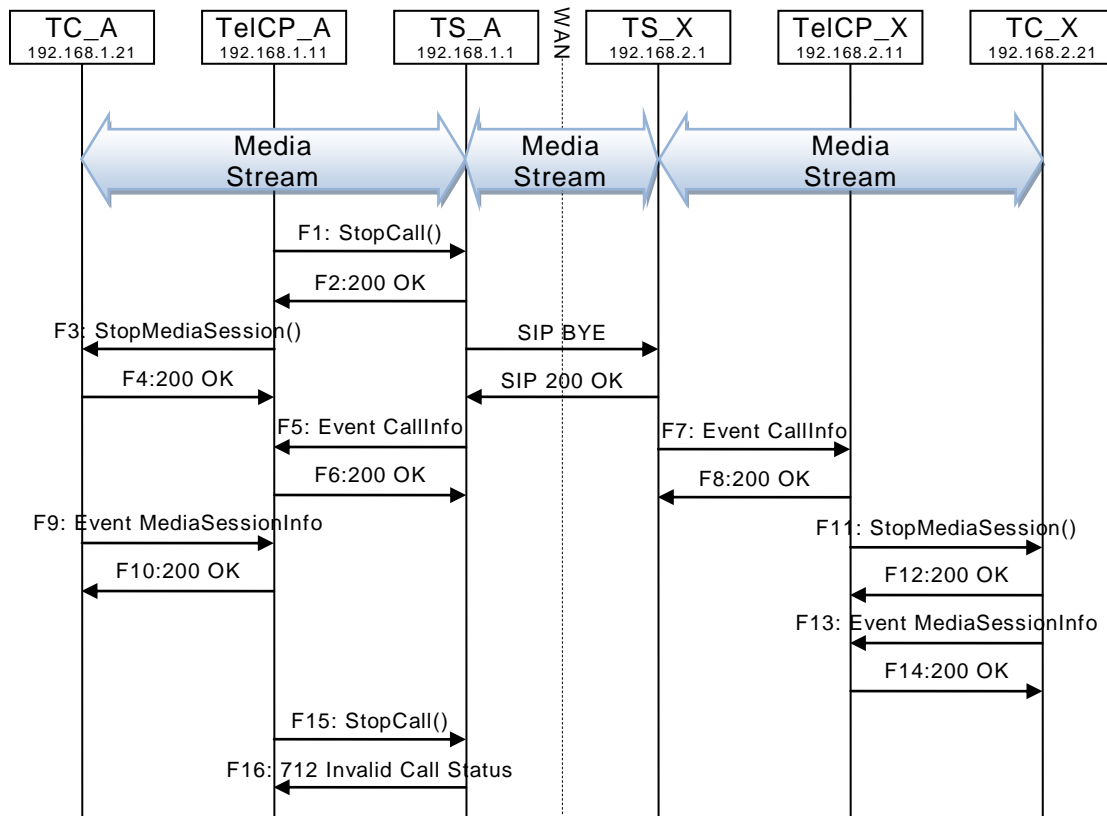 TC_A
192.168.1.21
TelCP_A
192.168.1.11
TS_A
192.168.1.1
WAN
TS_X
192.168.2.1
TelCP_X
192.168.2.11
TC_X
192.168.2.21
Media
Stream
Media
Stream
Media
Stream
F1: StopCall()
F2:200 OK
F3: StopMediaSession()
SIP BYE
F4:200 OK
SIP 200 OK
F5: Event CallInfo
F7: Event CallInfo
F6:200 OK
F8:200 OK
F9: Event MediaSessionInfo
F11: StopMediaSession()
F10:200 OK
F12:200 OK
F13: Event MediaSessionInfo
F14:200 OK
F15: StopCall()
F16: 712 Invalid Call Status